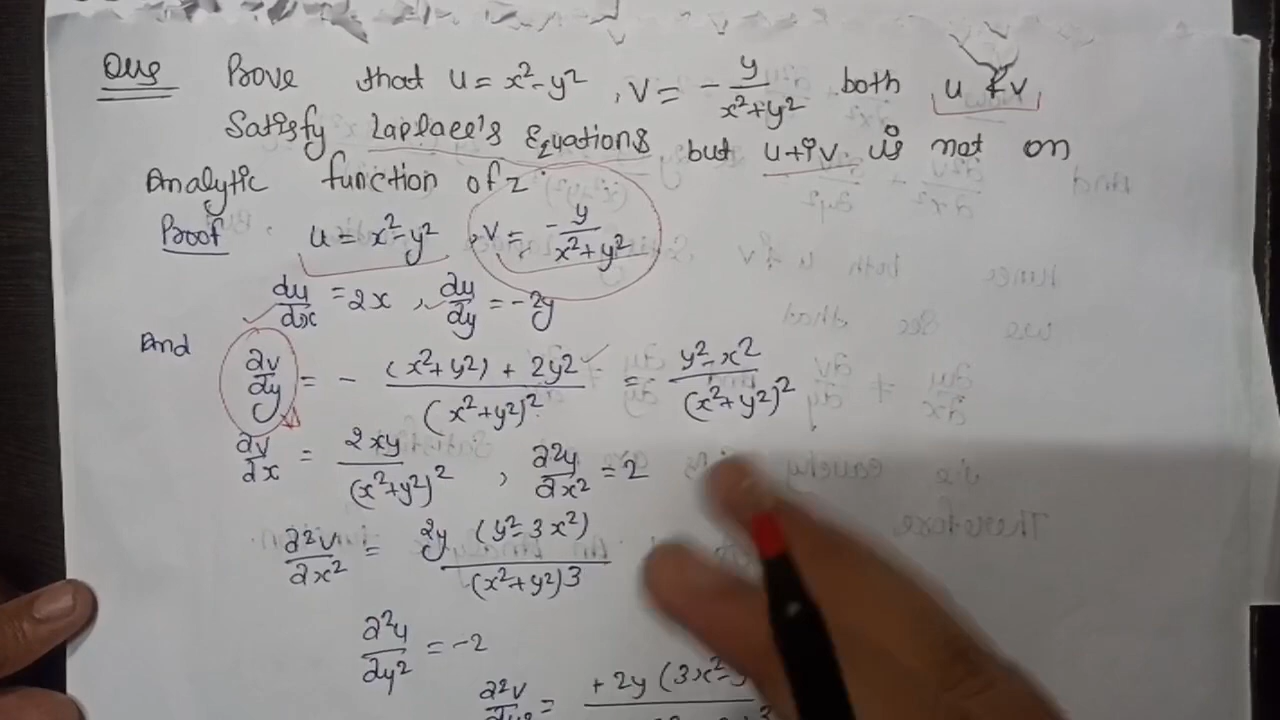 Ques Prove that u = x²-y² , v = - y/(x²+y²) both u & v
Satisfy Laplace's Equations but u+iv is not an
Analytic function of z.
Proof u = x²-y² , v = - y/(x²+y²)
du/dx = 2x , ∂u/∂y = -2y
And ∂v/∂y = - ((x²+y²) + 2y²)/(x²+y²)² = (y²-x²)/(x²+y²)²
∂v/∂x = 2xy/(x²+y²)² , ∂²u/∂x² = 2
∂²v/∂x² = 2y (y²-3x²)/(x²+y²)3
∂²u/∂y² = -2
∂²v = +2y (3x²-y